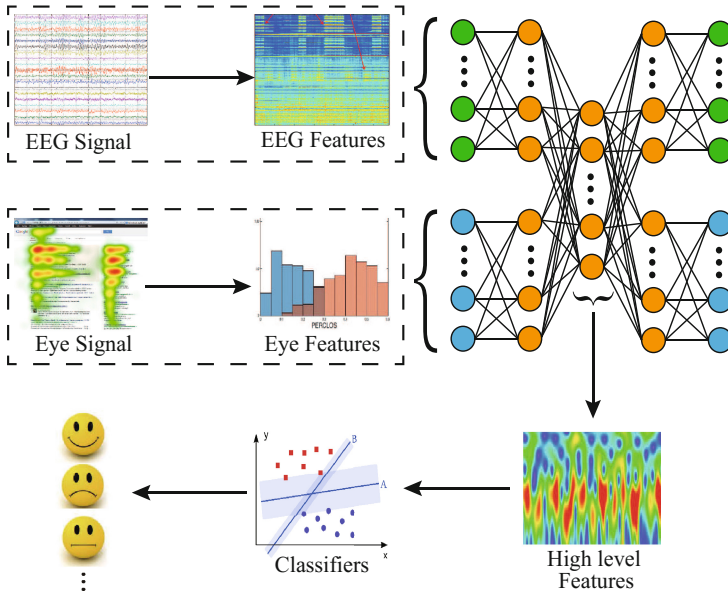 EEG Signal
EEG Features
Eye Signal
PERCLOS
Eye Features
y
B
A
x
Classifiers
High level
Features